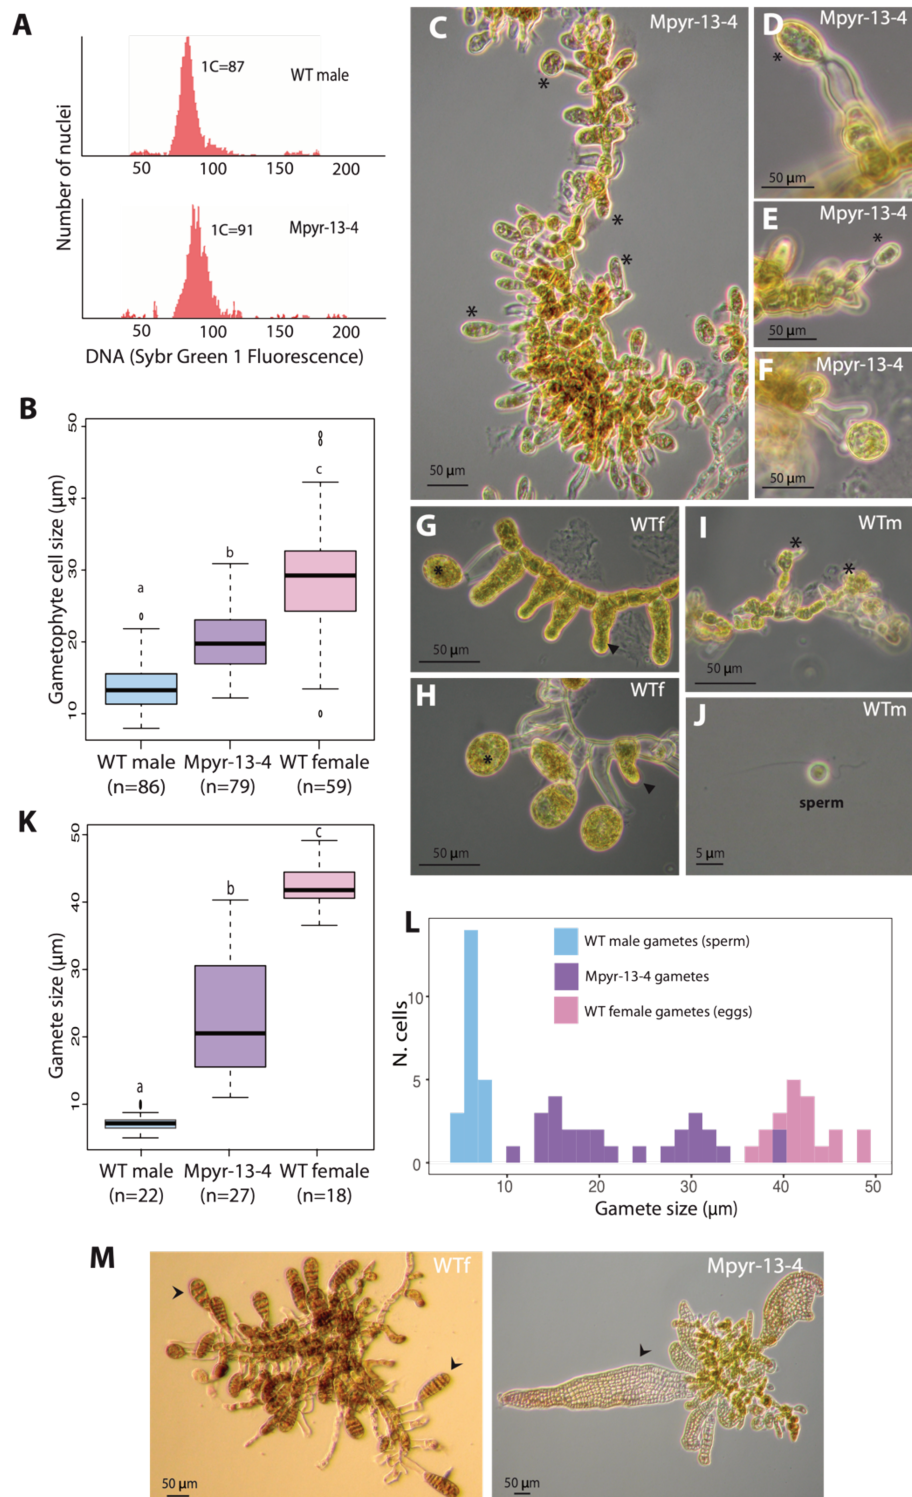 A
Number of nuclei
1C=87
WT male
50 100 150 200
1C=91
Mpyr-13-4
50 100 150 200
DNA (Sybr Green 1 Fluorescence)
B
Gametophyte cell size (µm)
50
40
30
20
10
a
b
c
WT male Mpyr-13-4 WT female
(n=86) (n=79) (n=59)
C
Mpyr-13-4
*
*
*
*
50 µm
D
Mpyr-13-4
*
50 µm
E
Mpyr-13-4
*
50 µm
F
Mpyr-13-4
50 µm
G
WTf
*
50 µm
H
WTf
*
50 µm
I
WTm
*
*
50 µm
J
WTm
sperm
5 µm
K
Gamete size (µm)
50
40
30
20
10
a
b
c
WT male Mpyr-13-4 WT female
(n=22) (n=27) (n=18)
L
N. cells
10
5
0
WT male gametes (sperm)
Mpyr-13-4 gametes
WT female gametes (eggs)
10 20 30 40 50
Gamete size (µm)
M
WTf
50 µm
Mpyr-13-4
50 µm